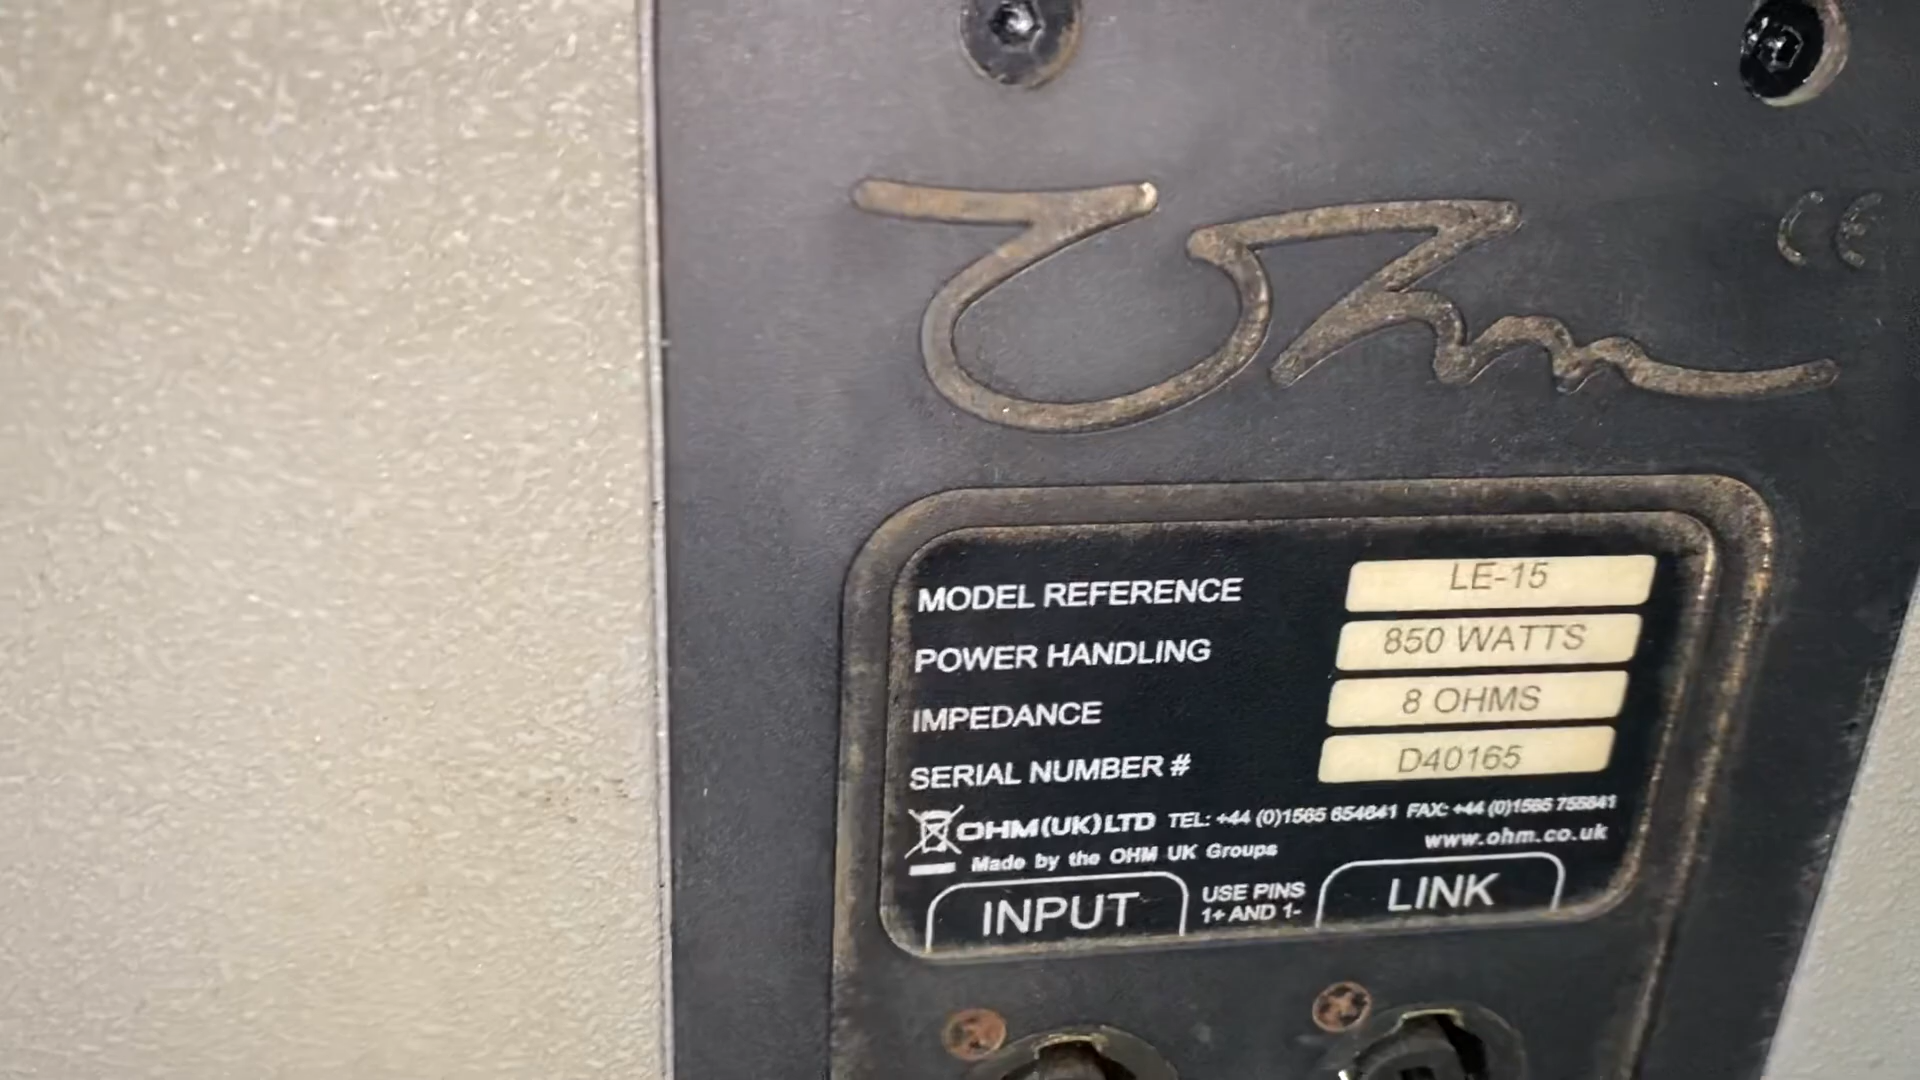 Ohm
CE
MODEL REFERENCE LE-15
POWER HANDLING 850 WATTS
IMPEDANCE 8 OHMS
SERIAL NUMBER # D40165
OHM(UK)LTD TEL: +44 (0)1565 654641 FAX: +44 (0)1565 755641
www.ohm.co.uk
Made by the OHM UK Groups
INPUT USE PINS LINK
1+ AND 1-